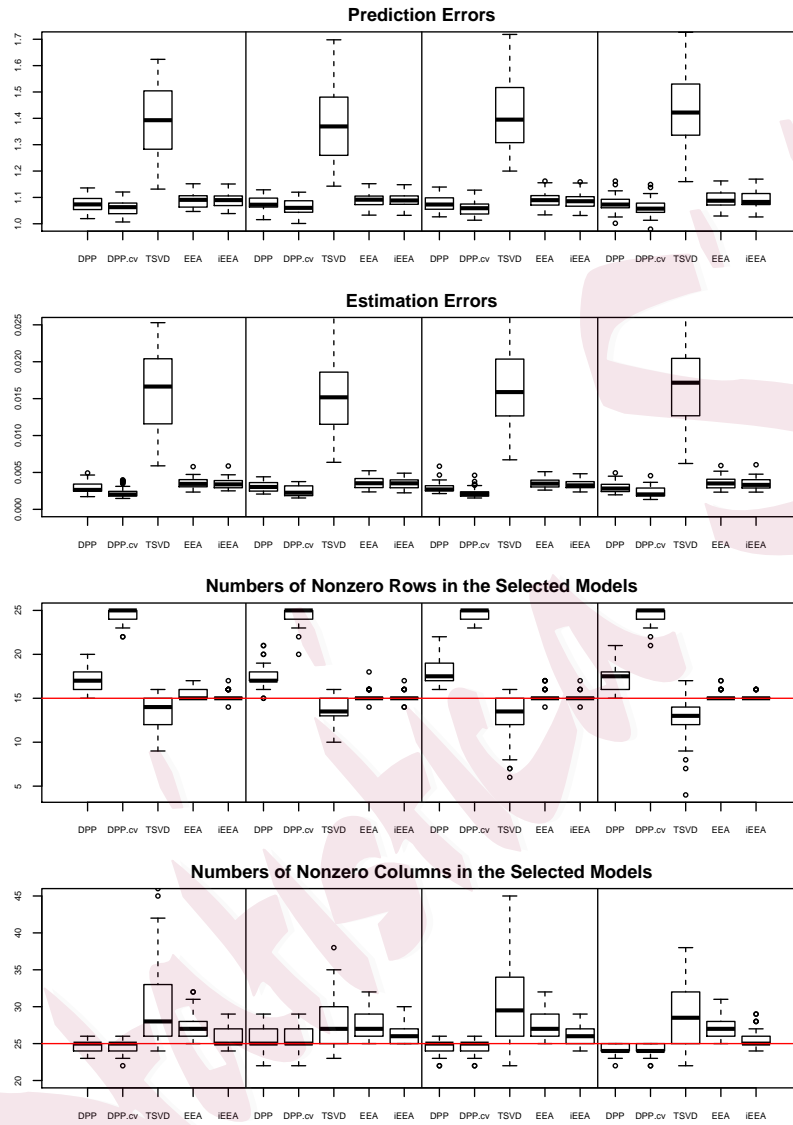 Prediction Errors
1.7
1.6
1.5
1.4
1.3
1.2
1.1
1.0
DPP DPP.cv TSVD EEA iEEA DPP DPP.cv TSVD EEA iEEA DPP DPP.cv TSVD EEA iEEA DPP DPP.cv TSVD EEA iEEA
Estimation Errors
0.025
0.020
0.015
0.010
0.005
0.000
DPP DPP.cv TSVD EEA iEEA DPP DPP.cv TSVD EEA iEEA DPP DPP.cv TSVD EEA iEEA DPP DPP.cv TSVD EEA iEEA
Numbers of Nonzero Rows in the Selected Models
25
20
15
10
5
DPP DPP.cv TSVD EEA iEEA DPP DPP.cv TSVD EEA iEEA DPP DPP.cv TSVD EEA iEEA DPP DPP.cv TSVD EEA iEEA
Numbers of Nonzero Columns in the Selected Models
45
40
35
30
25
20
DPP DPP.cv TSVD EEA iEEA DPP DPP.cv TSVD EEA iEEA DPP DPP.cv TSVD EEA iEEA DPP DPP.cv TSVD EEA iEEA
Statistica